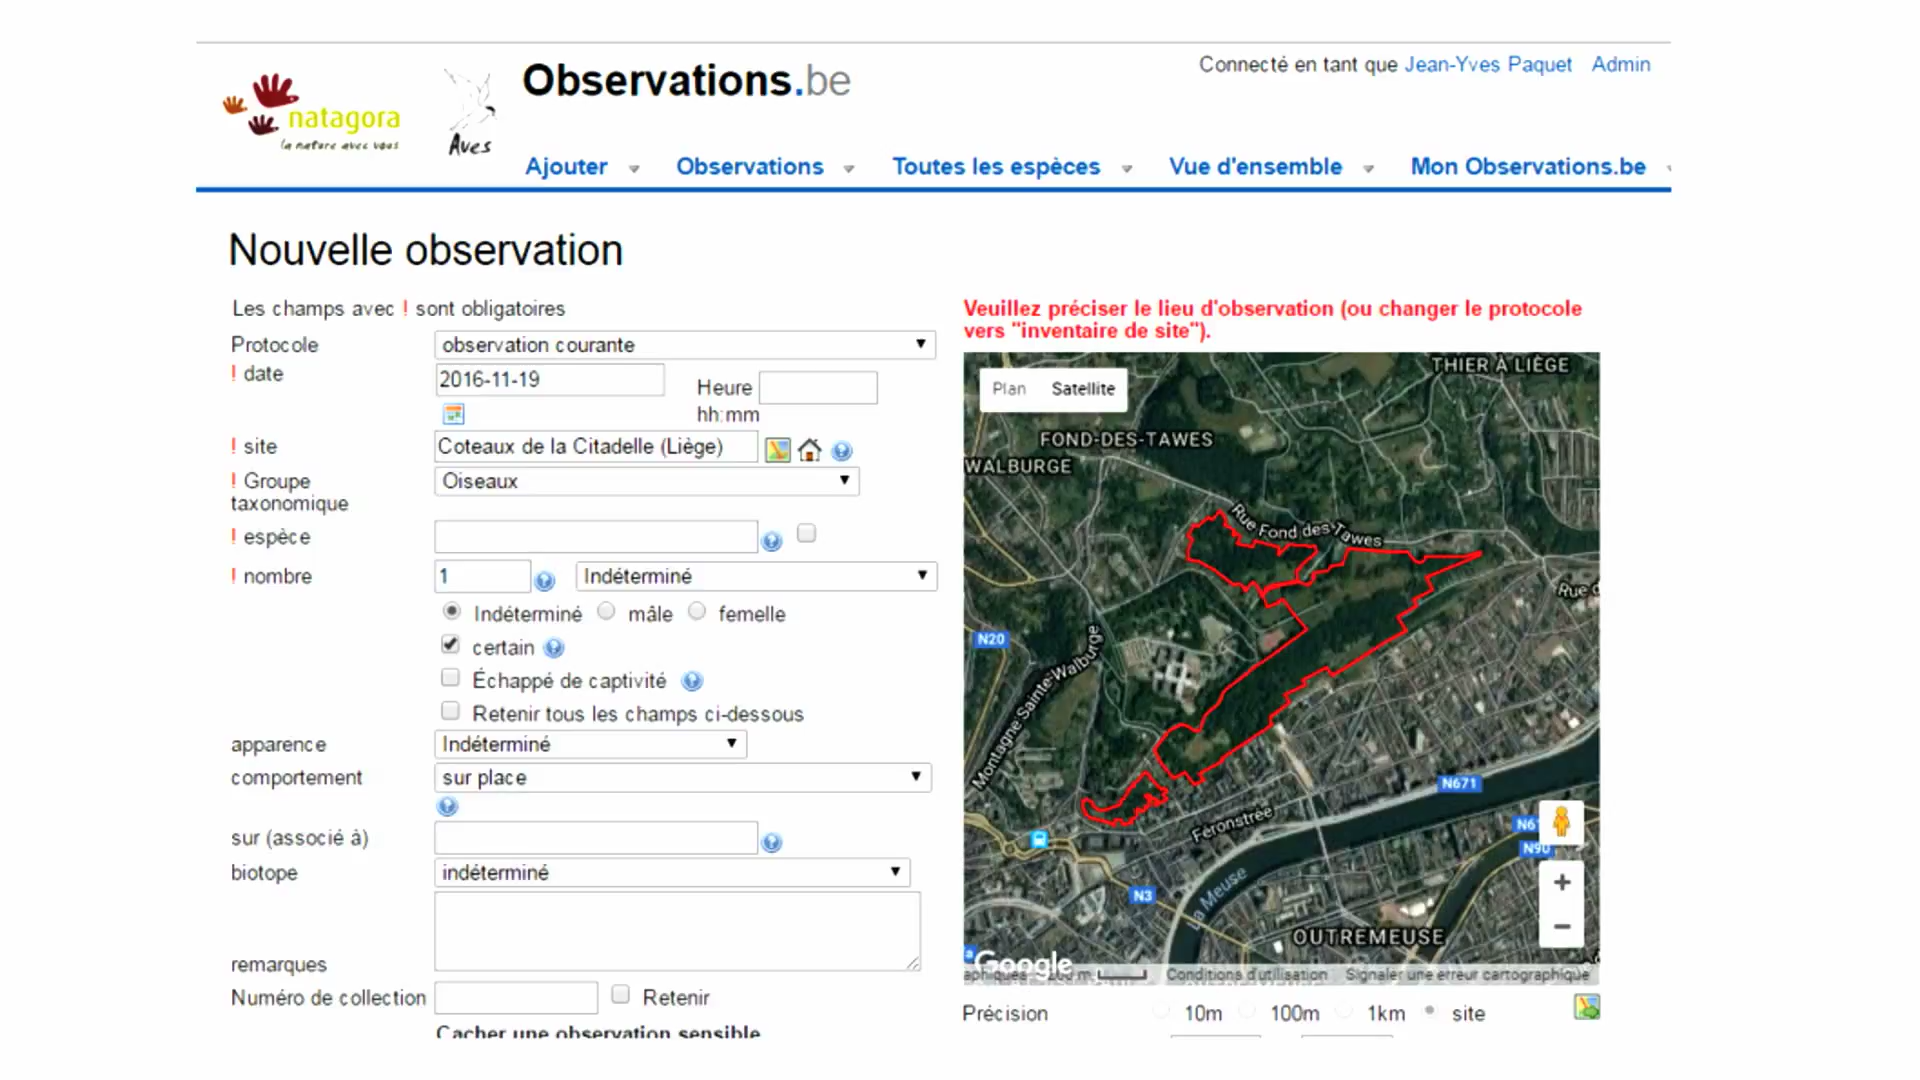 Connecté en tant que Jean-Yves Paquet Admin
Observations.be
natagora
la nature avec vous
Aves
Ajouter Observations Toutes les espèces Vue d'ensemble Mon Observations.be
Nouvelle observation
Les champs avec ! sont obligatoires
Protocole observation courante
! date 2016-11-19 Heure
hh:mm
! site Coteaux de la Citadelle (Liège)
! Groupe taxonomique Oiseaux
! espèce
! nombre 1 Indéterminé
Indéterminé mâle femelle
certain
Échappé de captivité
Retenir tous les champs ci-dessous
apparence Indéterminé
comportement sur place
sur (associé à)
biotope indéterminé
remarques
Numéro de collection Retenir
Cacher une observation sensible
Veuillez préciser le lieu d'observation (ou changer le protocole
vers "inventaire de site").
THIER À LIÈGE
Plan Satellite
FOND-DES-TAWES
WALBURGE
Rue Fond des Tawes
Rue d
N20
Montagne Sainte-Walburge
N671
Féronstrée
N61
N90
N3
La Meuse
OUTREMEUSE
Google
aphiques 200 m Conditions d'utilisation Signaler une erreur cartographique
Précision 10m 100m 1km site